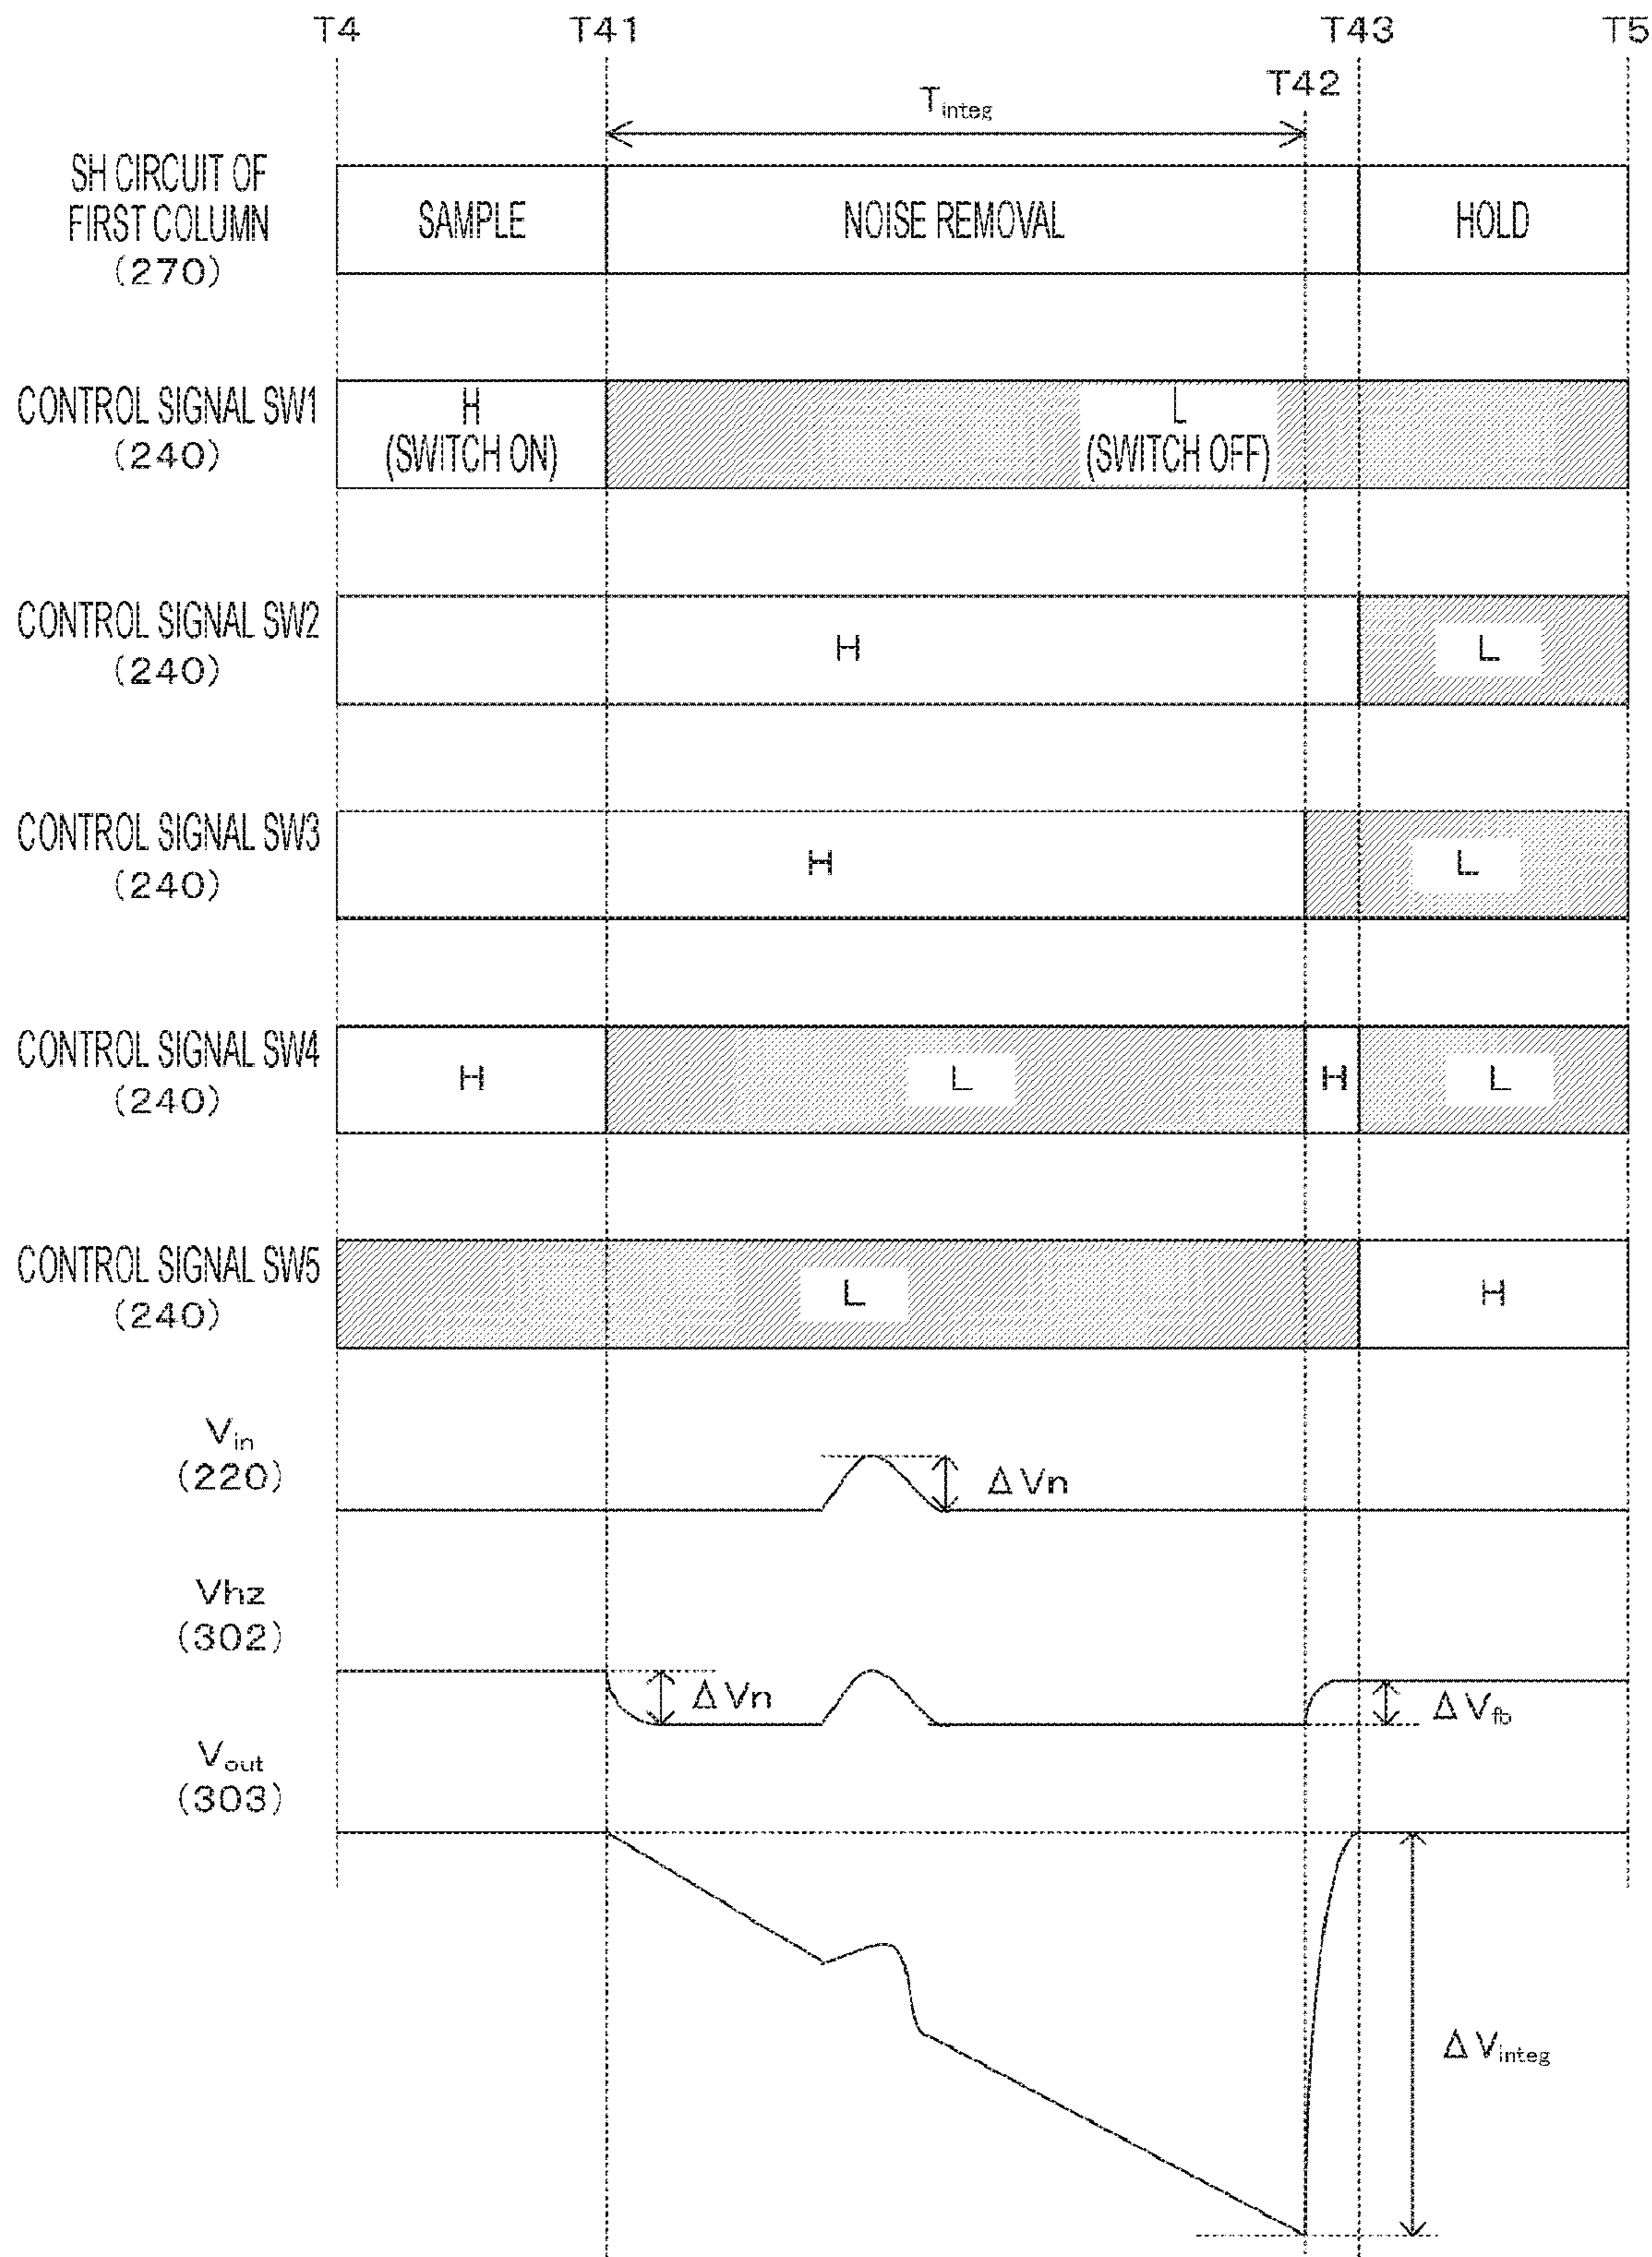 T4 T41 T43 T5
T42
Tinteg
SH CIRCUIT OF
FIRST COLUMN
(270)
SAMPLE NOISE REMOVAL HOLD
CONTROL SIGNAL SW1
(240)
H
(SWITCH ON)
L
(SWITCH OFF)
CONTROL SIGNAL SW2
(240)
H L
CONTROL SIGNAL SW3
(240)
H L
CONTROL SIGNAL SW4
(240)
H L H L
CONTROL SIGNAL SW5
(240)
L H
Vin
(220)
ΔVn
Vhz
(302)
ΔVn ΔVfb
Vout
(303)
ΔVinteg